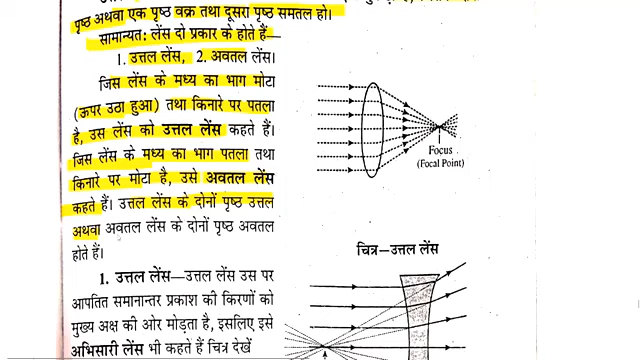 पृष्ठ अथवा एक पृष्ठ वक्र तथा दूसरा पृष्ठ समतल हो।
सामान्यतः लेंस दो प्रकार के होते हैं—
1. उत्तल लेंस, 2. अवतल लेंस।
जिस लेंस के मध्य का भाग मोटा
(ऊपर उठा हुआ) तथा किनारे पर पतला
है, उस लेंस को उत्तल लेंस कहते हैं।
जिस लेंस के मध्य का भाग पतला तथा
किनारे पर मोटा है, उसे अवतल लेंस
कहते हैं। उत्तल लेंस के दोनों पृष्ठ उत्तल
अथवा अवतल लेंस के दोनों पृष्ठ अवतल
होते हैं।
1. उत्तल लेंस—उत्तल लेंस उस पर
आपतित समानान्तर प्रकाश की किरणों को
मुख्य अक्ष की ओर मोड़ता है, इसलिए इसे
अभिसारी लेंस भी कहते हैं चित्र देखें
Focus
(Focal Point)
चित्र—उत्तल लेंस